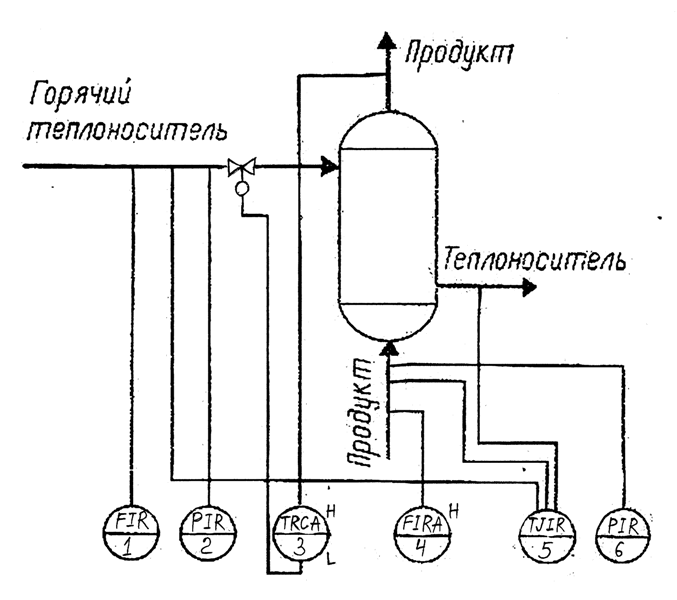 Продукт
Горячий
теплоноситель
Теплоноситель
Продукт
FIR
1
PIR
2
TRCA
3
H
L
FIRA
4
H
TJIR
5
PIR
6